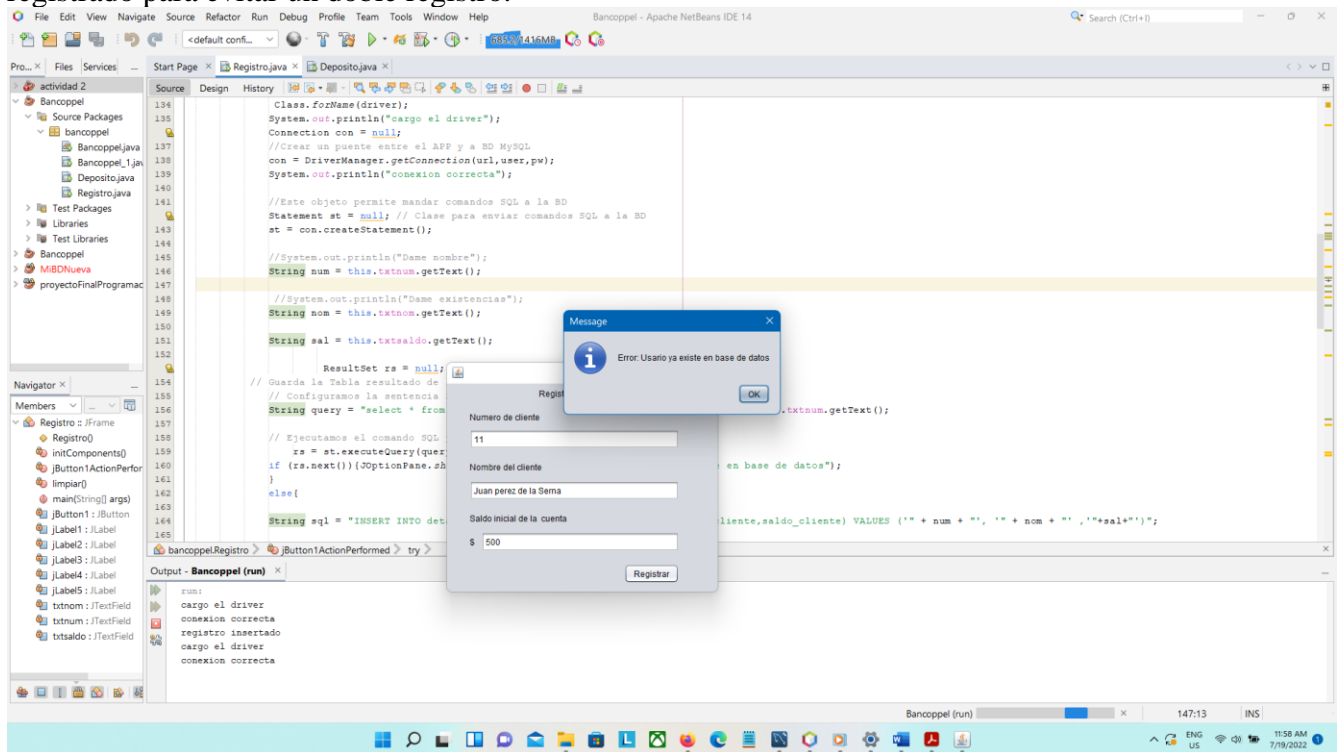 registrado para evitar un doble registro.
File Edit View Navigate Source Refactor Run Debug Profile Team Tools Window Help
Bancoppel - Apache NetBeans IDE 14
Search (Ctrl+I)
<default confi...
685.2/1416MB
Pro... Files Services
Start Page Registro.java Deposito.java
actividad 2
Bancoppel
Source Packages
bancoppel
Bancoppel.java
Bancoppel_1.jav
Deposito.java
Registro.java
Test Packages
Libraries
Test Libraries
Bancoppel
MiBDNueva
proyectoFinalProgramac
Source Design History
134 Class.forName(driver);
135 System.out.println("cargo el driver");
Connection con = null;
137 //Crear un puente entre el APP y a BD MySQL
138 con = DriverManager.getConnection(url,user,pw);
139 System.out.println("conexion correcta");
140
141 //Este objeto permite mandar comandos SQL a la BD
Statement st = null; // Clase para enviar comandos SQL a la BD
143 st = con.createStatement();
144
145 //System.out.println("Dame nombre");
146 String num = this.txtnum.getText();
147
148 //System.out.println("Dame existencias");
149 String nom = this.txtnom.getText();
150
151 String sal = this.txtsaldo.getText();
152
ResultSet rs = null;
154 // Guarda la Tabla resultado de
155 // Configuramos la sentencia
156 String query = "select * from .txtnum.getText();
157
158 // Ejecutamos el comando SQL
159 rs = st.executeQuery(quer
160 if (rs.next()){JOptionPane.sh e en base de datos");
161 }
162 else{
163
164 String sql = "INSERT INTO det liente,saldo_cliente) VALUES ('" + num + "', '" + nom + "' ,'"+sal+"')";
165
Message
Error: Usario ya existe en base de datos
OK
Regist
Numero de cliente
11
Nombre del cliente
Juan perez de la Serna
Saldo inicial de la cuenta
$ 500
Registrar
Navigator
Members
Registro :: JFrame
Registro()
initComponents()
jButton1ActionPerfor
limpiar()
main(String[] args)
jButton1 : JButton
jLabel1 : JLabel
jLabel2 : JLabel
jLabel3 : JLabel
jLabel4 : JLabel
jLabel5 : JLabel
txtnom : JTextField
txtnum : JTextField
txtsaldo : JTextField
bancoppel.Registro jButton1ActionPerformed try
Output - Bancoppel (run)
run:
cargo el driver
conexion correcta
registro insertado
cargo el driver
conexion correcta
Bancoppel (run)
147:13 INS
ENG
US
11:58 AM
7/19/2022